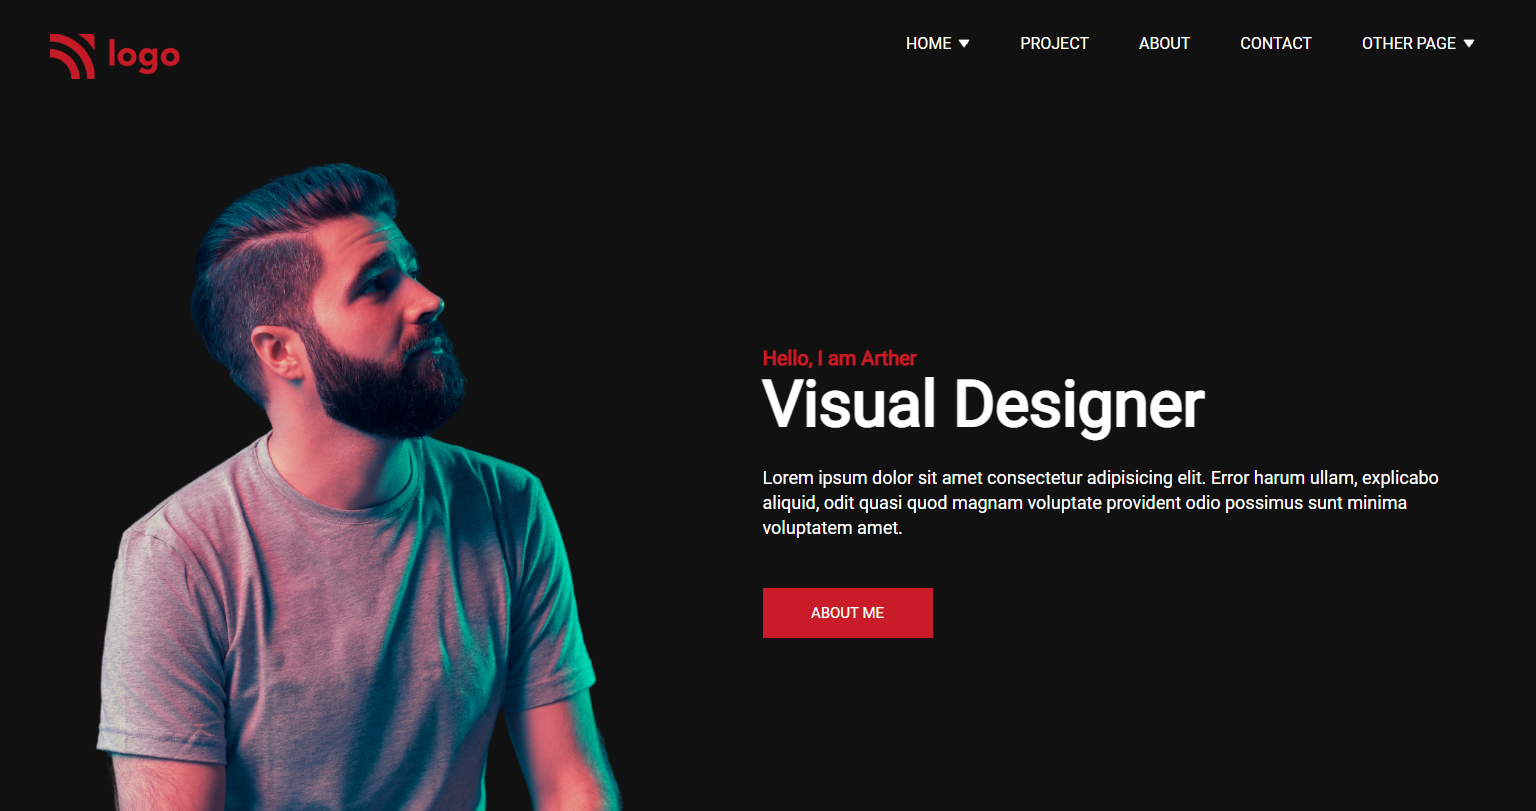 logo
HOME PROJECT ABOUT CONTACT OTHER PAGE
Hello, I am Arther
Visual Designer
Lorem ipsum dolor sit amet consectetur adipisicing elit. Error harum ullam, explicabo
aliquid, odit quasi quod magnam voluptate provident odio possimus sunt minima
voluptatem amet.
ABOUT ME